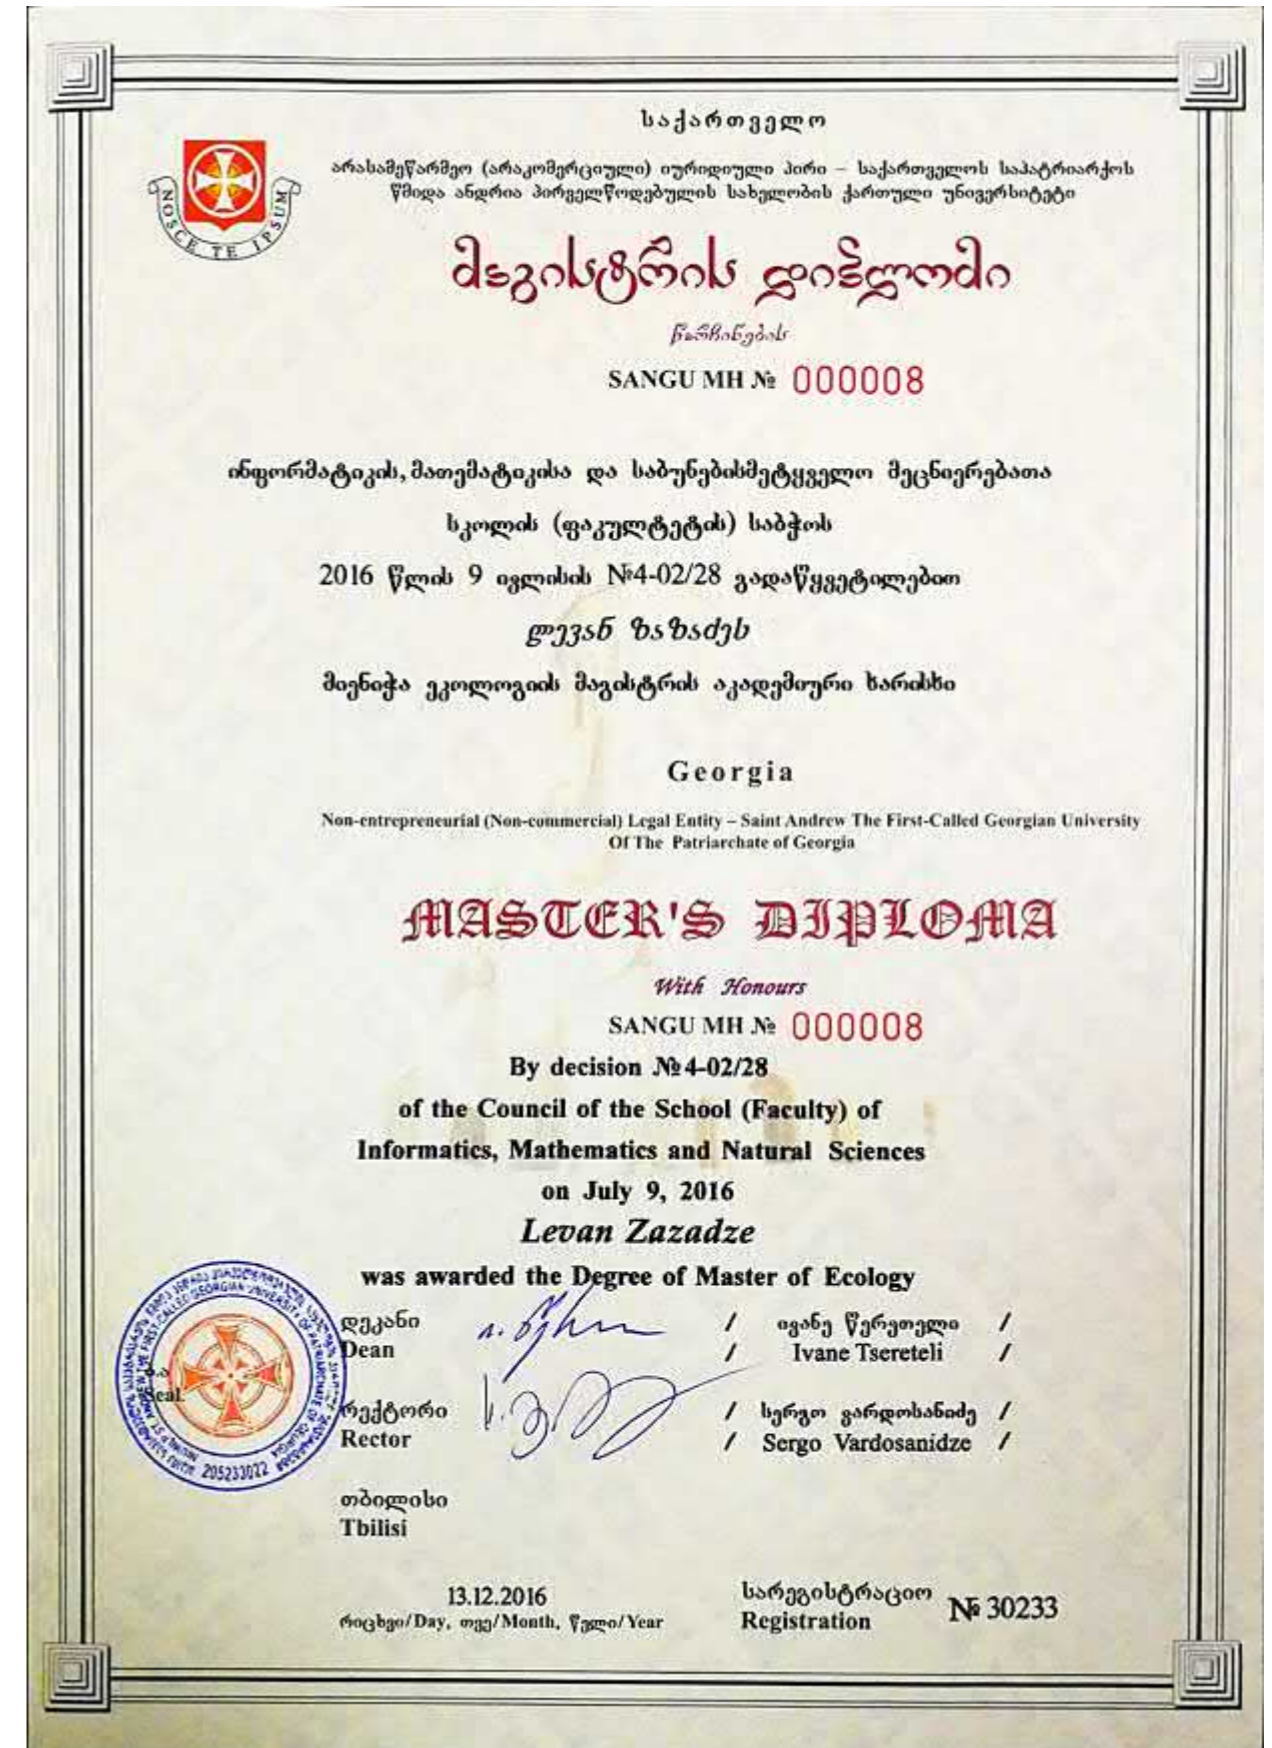 საქართველო
NOSCE TE IPSUM
არასამეწარმეო (არაკომერციული) იურიდიული პირი – საქართველოს საპატრიარქოს
წმიდა ანდრია პირველწოდებულის სახელობის ქართული უნივერსიტეტი
მაგისტრის დიპლომი
წარჩინების
SANGU MH № 000008
ინფორმატიკის, მათემატიკისა და საბუნებისმეტყველო მეცნიერებათა
სკოლის (ფაკულტეტის) საბჭოს
2016 წლის 9 ივლისის №4-02/28 გადაწყვეტილებით
ლევან ზაზაძეს
მიენიჭა ეკოლოგიის მაგისტრის აკადემიური ხარისხი
Georgia
Non-entrepreneurial (Non-commercial) Legal Entity – Saint Andrew The First-Called Georgian University
Of The Patriarchate of Georgia
MASTER'S DIPLOMA
With Honours
SANGU MH № 000008
By decision №4-02/28
of the Council of the School (Faculty) of
Informatics, Mathematics and Natural Sciences
on July 9, 2016
Levan Zazadze
was awarded the Degree of Master of Ecology
დეკანი / ივანე წერეთელი /
Dean / Ivane Tsereteli /
ბ.ა
Seal
205233022
რექტორი / სერგო ვარდოსანიძე /
Rector / Sergo Vardosanidze /
თბილისი
Tbilisi
13.12.2016
რიცხვი/Day, თვე/Month, წელი/Year
სარეგისტრაციო
Registration
№ 30233